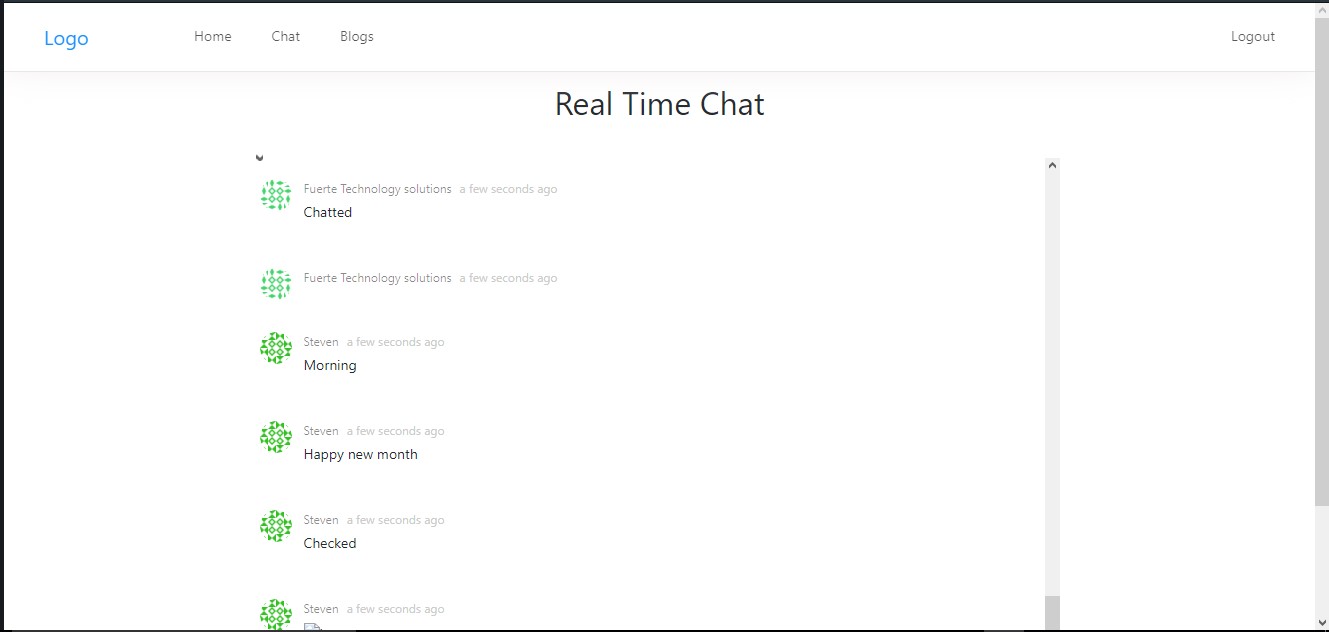 Logo Home Chat Blogs Logout
Real Time Chat
Fuerte Technology solutions a few seconds ago
Chatted
Fuerte Technology solutions a few seconds ago
Steven a few seconds ago
Morning
Steven a few seconds ago
Happy new month
Steven a few seconds ago
Checked
Steven a few seconds ago